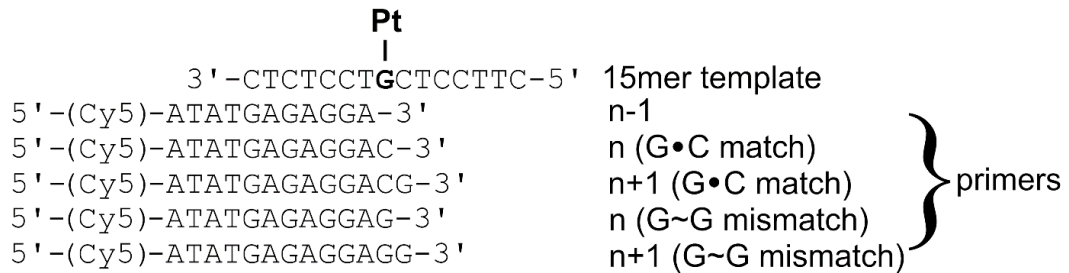 Pt
3'-CTCTCCTGCTCCTTC-5' 15mer template
5'-(Cy5)-ATATGAGAGGA-3' n-1
5'-(Cy5)-ATATGAGAGGAC-3' n (G•C match)
5'-(Cy5)-ATATGAGAGGACG-3' n+1 (G•C match)
5'-(Cy5)-ATATGAGAGGAG-3' n (G~G mismatch)
5'-(Cy5)-ATATGAGAGGAGG-3' n+1 (G~G mismatch)
primers